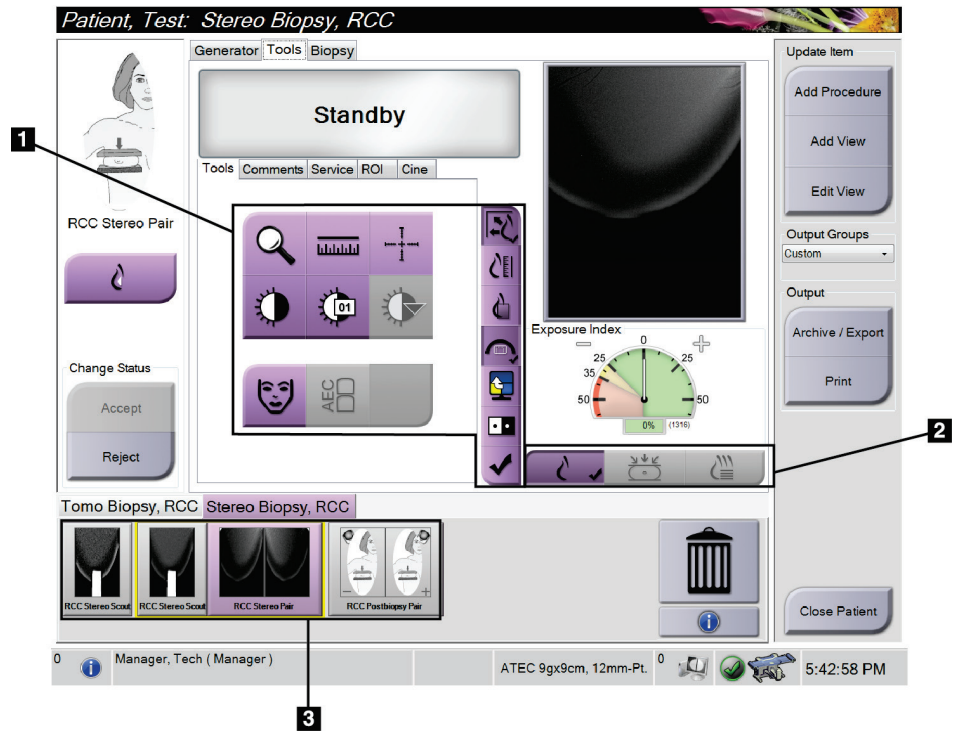 Patient, Test: Stereo Biopsy, RCC
Generator Tools Biopsy
Update Item
Add Procedure
Add View
Edit View
Standby
Tools Comments Service ROI Cine
1
RCC Stereo Pair
01
AEC
Output Groups
Custom
Output
Archive / Export
Print
Exposure Index
0
25 25
35
50 50
0% (1316)
Change Status
Accept
Reject
2
Tomo Biopsy, RCC Stereo Biopsy, RCC
RCC Stereo Scout RCC Stereo Scout RCC Stereo Pair RCC Postbiopsy Pair
Close Patient
0 Manager, Tech ( Manager ) ATEC 9gx9cm, 12mm-Pt. 0 5:42:58 PM
3